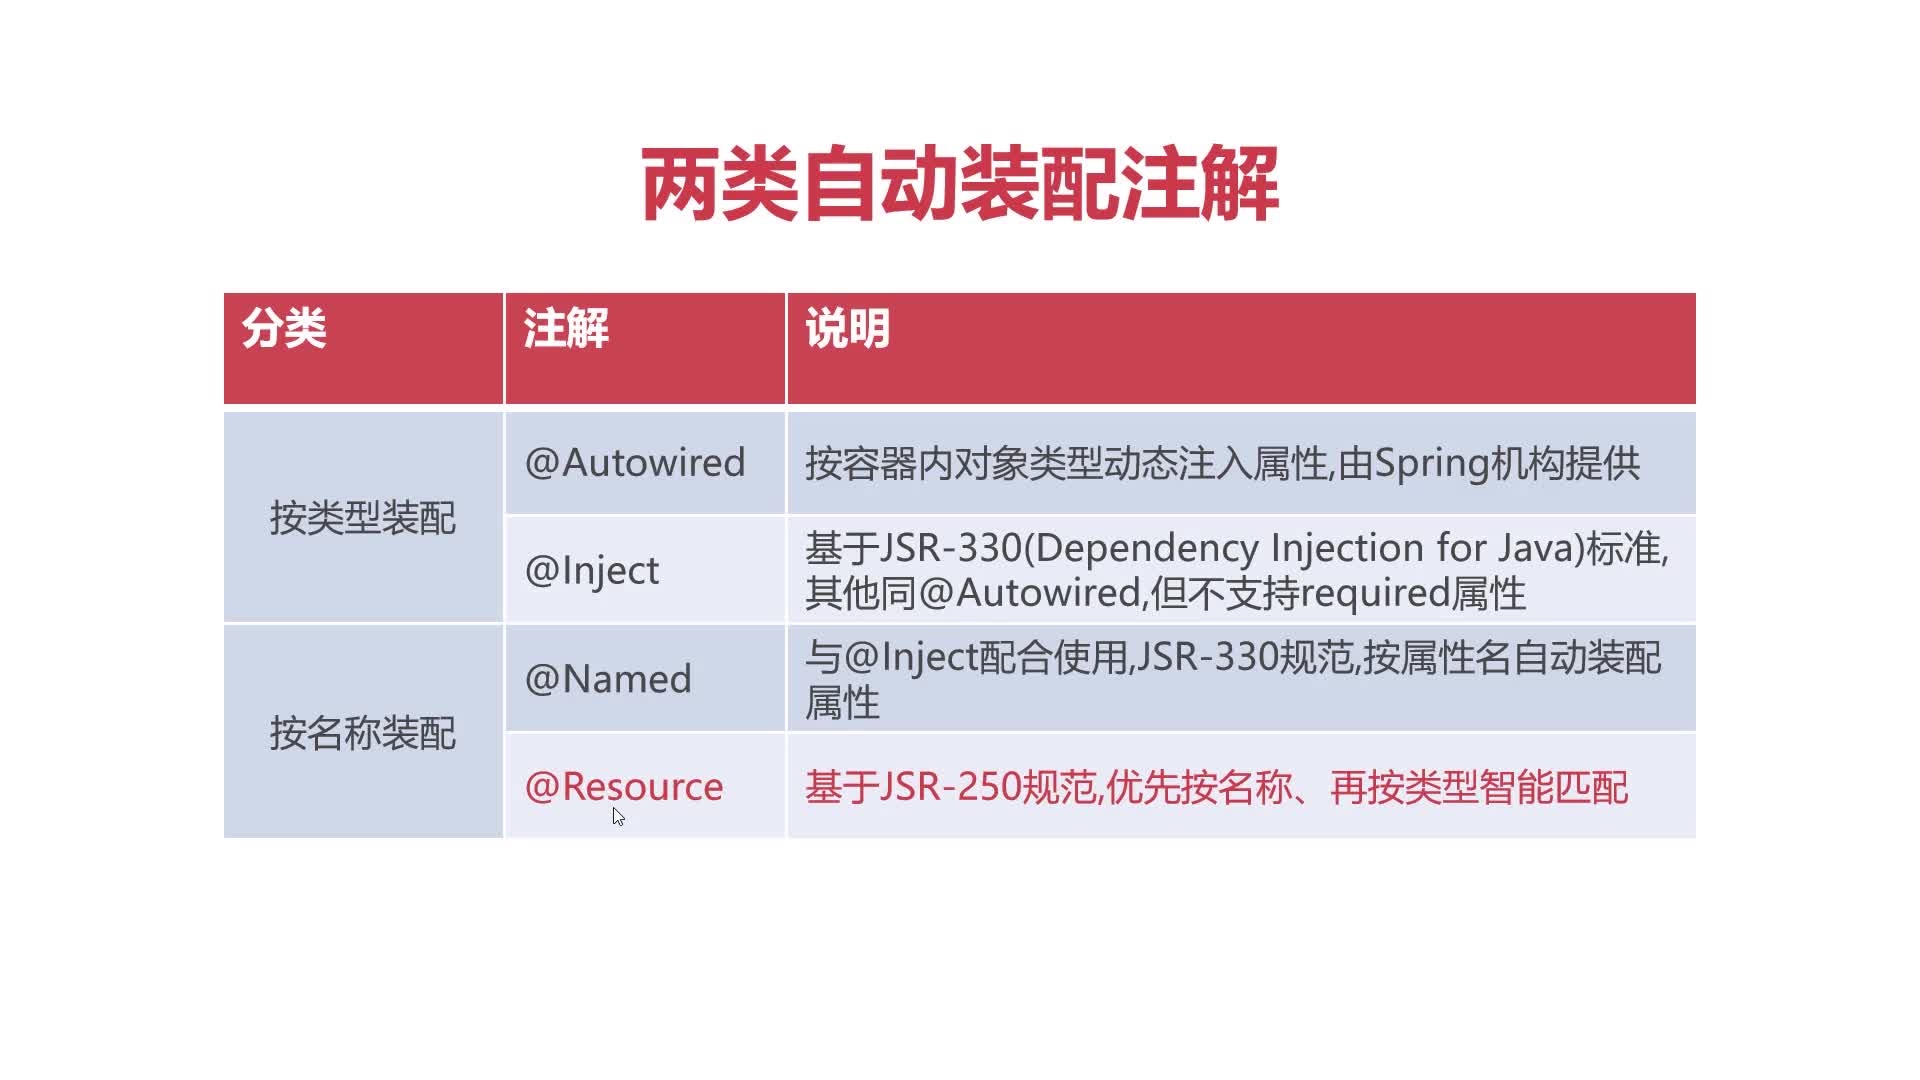 两类自动装配注解
分类 注解 说明
按类型装配
@Autowired 按容器内对象类型动态注入属性,由Spring机构提供
@Inject
基于JSR-330(Dependency Injection for Java)标准,
其他同@Autowired,但不支持required属性
按名称装配
@Named
与@Inject配合使用,JSR-330规范,按属性名自动装配
属性
@Resource 基于JSR-250规范,优先按名称、再按类型智能匹配